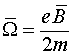 Ω̅ = eB̅ / 2m